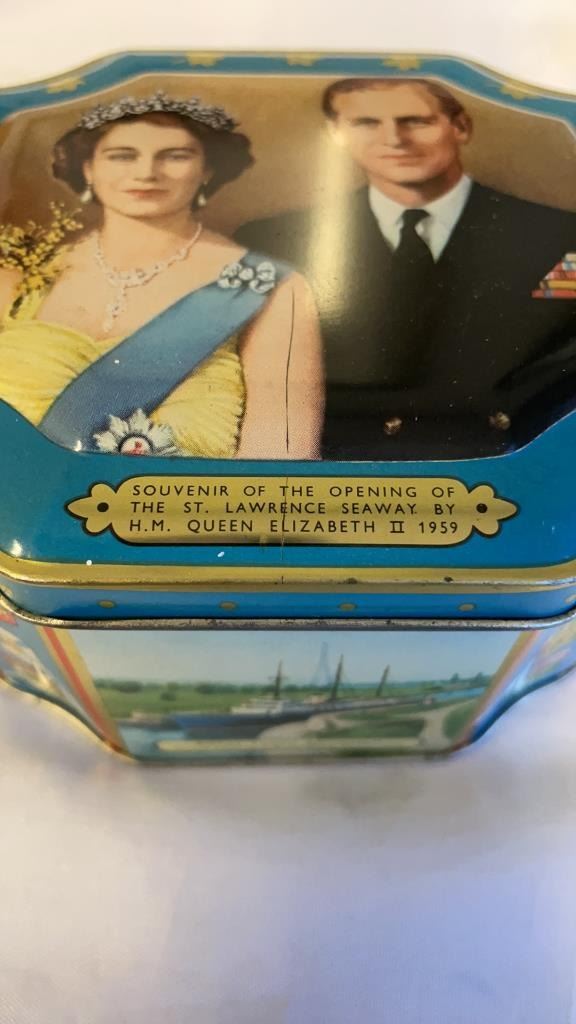 SOUVENIR OF THE OPENING OF
THE ST. LAWRENCE SEAWAY BY
H.M. QUEEN ELIZABETH II 1959